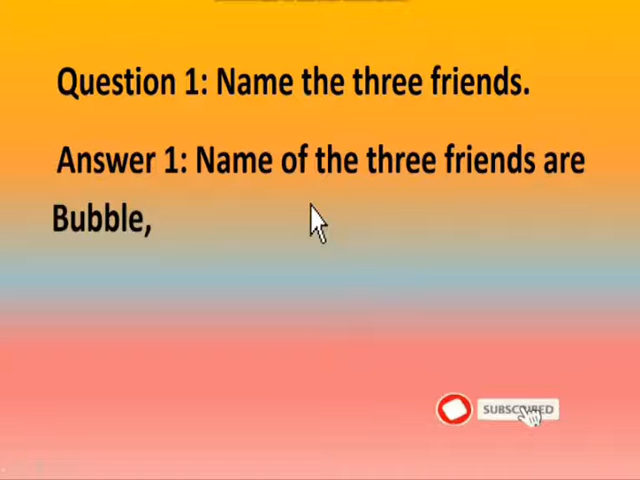 Question 1: Name the three friends.
Answer 1: Name of the three friends are
Bubble,
SUBSCRIBED